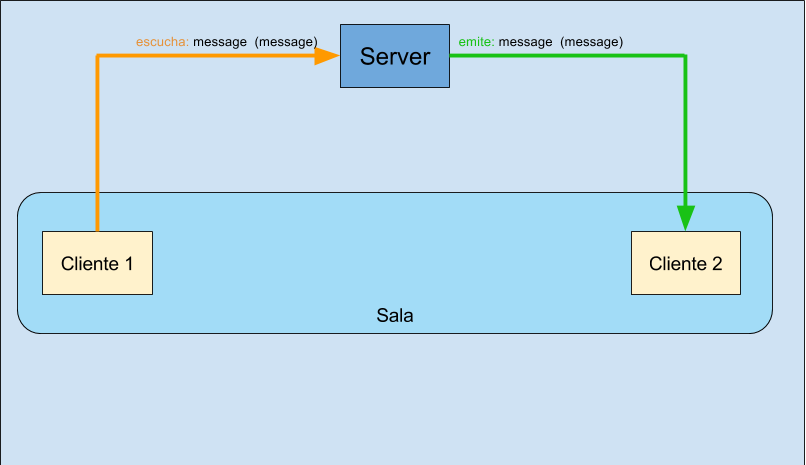 escucha: message (message)
Server
emite: message (message)
Cliente 1
Cliente 2
Sala